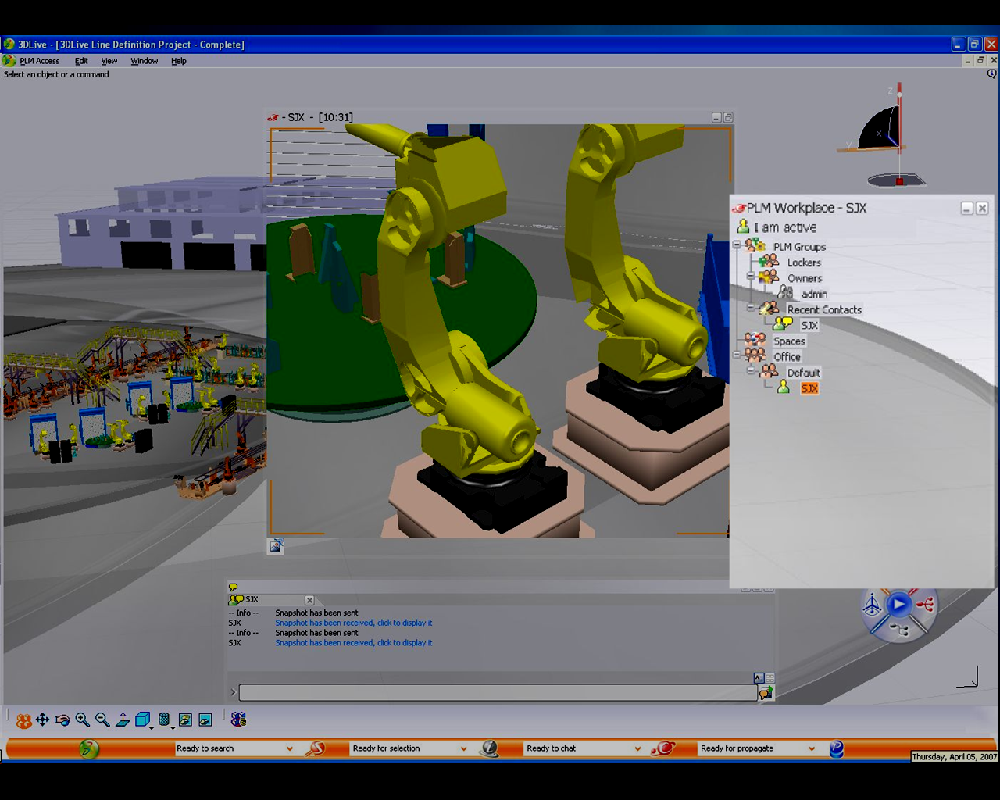 3DLive - [3DLive Line Definition Project - Complete]
PLM Access Edit View Window Help
Select an object or a command
- SJX - [10:31]
z
x
y
PLM Workplace - SJX
I am active
PLM Groups
Lockers
Owners
admin
Recent Contacts
SJX
Spaces
Office
Default
SJX
SJX
-- Info -- Snapshot has been sent
SJX Snapshot has been received, click to display it
-- Info -- Snapshot has been sent
SJX Snapshot has been received, click to display it
Ready to search
Ready for selection
Ready to chat
Ready for propagate
Thursday, April 05, 2007